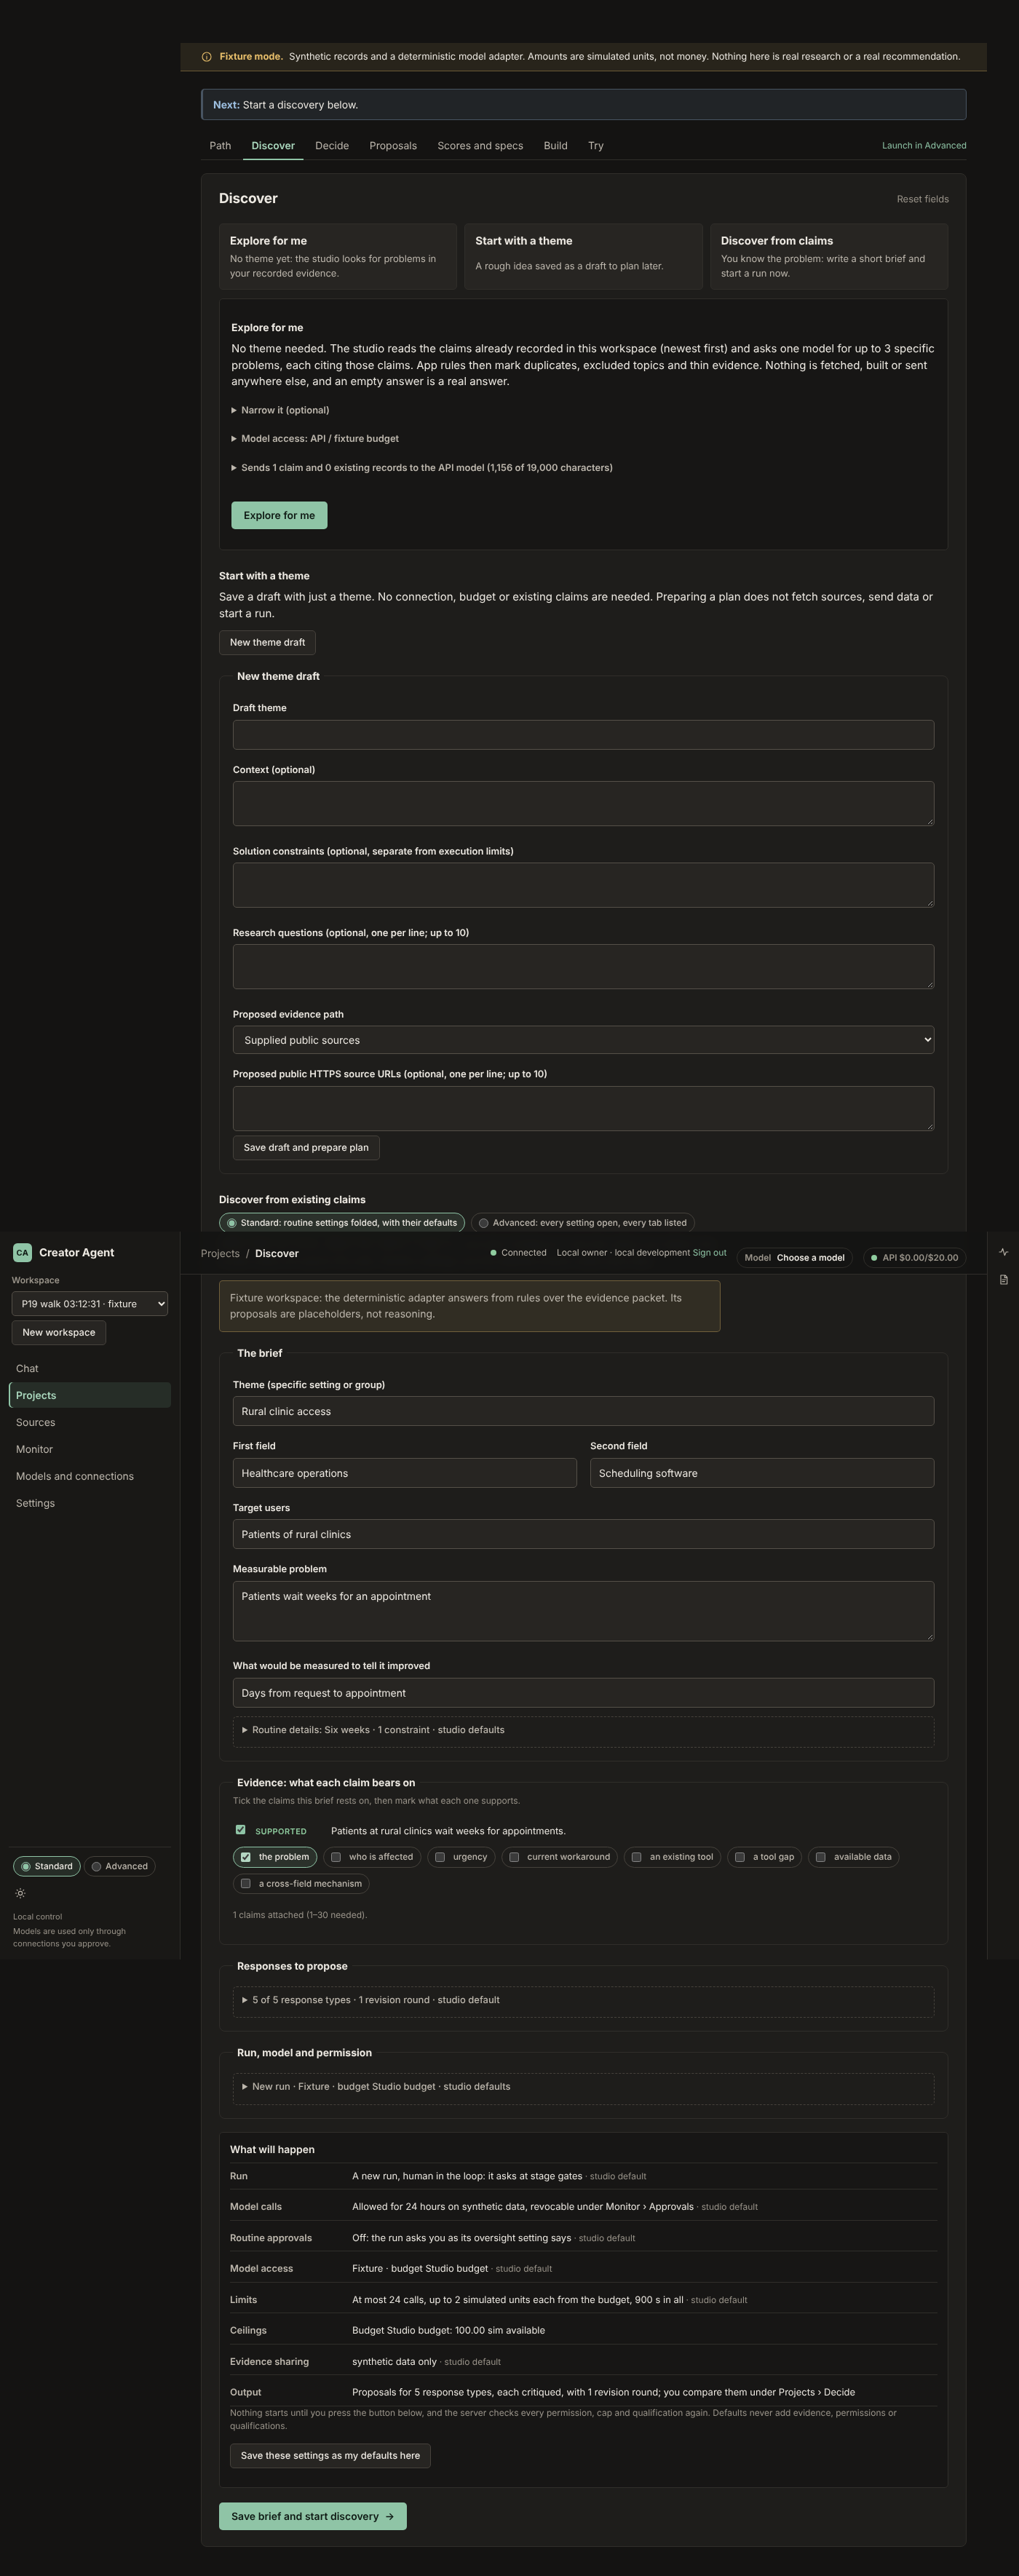 Fixture mode. Synthetic records and a deterministic model adapter. Amounts are simulated units, not money. Nothing here is real research or a real recommendation.
Next: Start a discovery below.
Path Discover Decide Proposals Scores and specs Build Try Launch in Advanced
Discover Reset fields
Explore for me
No theme yet: the studio looks for problems in
your recorded evidence.
Start with a theme
A rough idea saved as a draft to plan later.
Discover from claims
You know the problem: write a short brief and
start a run now.
Explore for me
No theme needed. The studio reads the claims already recorded in this workspace (newest first) and asks one model for up to 3 specific
problems, each citing those claims. App rules then mark duplicates, excluded topics and thin evidence. Nothing is fetched, built or sent
anywhere else, and an empty answer is a real answer.
Narrow it (optional)
Model access: API / fixture budget
Sends 1 claim and 0 existing records to the API model (1,156 of 19,000 characters)
Explore for me
Start with a theme
Save a draft with just a theme. No connection, budget or existing claims are needed. Preparing a plan does not fetch sources, send data or
start a run.
New theme draft
New theme draft
Draft theme
Context (optional)
Solution constraints (optional, separate from execution limits)
Research questions (optional, one per line; up to 10)
Proposed evidence path
Supplied public sources
Proposed public HTTPS source URLs (optional, one per line; up to 10)
Save draft and prepare plan
Discover from existing claims
Standard: routine settings folded, with their defaults Advanced: every setting open, every tab listed
CA Creator Agent
Workspace
P19 walk 03:12:31 · fixture
New workspace
Chat
Projects
Sources
Monitor
Models and connections
Settings
Standard Advanced
Local control
Models are used only through
connections you approve.
Projects / Discover Connected Local owner · local development Sign out Model Choose a model API $0.00/$20.00
Fixture workspace: the deterministic adapter answers from rules over the evidence packet. Its
proposals are placeholders, not reasoning.
The brief
Theme (specific setting or group)
Rural clinic access
First field Second field
Healthcare operations Scheduling software
Target users
Patients of rural clinics
Measurable problem
Patients wait weeks for an appointment
What would be measured to tell it improved
Days from request to appointment
Routine details: Six weeks · 1 constraint · studio defaults
Evidence: what each claim bears on
Tick the claims this brief rests on, then mark what each one supports.
SUPPORTED Patients at rural clinics wait weeks for appointments.
the problem who is affected urgency current workaround an existing tool a tool gap available data
a cross-field mechanism
1 claims attached (1–30 needed).
Responses to propose
5 of 5 response types · 1 revision round · studio default
Run, model and permission
New run · Fixture · budget Studio budget · studio defaults
What will happen
Run A new run, human in the loop: it asks at stage gates · studio default
Model calls Allowed for 24 hours on synthetic data, revocable under Monitor › Approvals · studio default
Routine approvals Off: the run asks you as its oversight setting says · studio default
Model access Fixture · budget Studio budget · studio default
Limits At most 24 calls, up to 2 simulated units each from the budget, 900 s in all · studio default
Ceilings Budget Studio budget: 100.00 sim available
Evidence sharing synthetic data only · studio default
Output Proposals for 5 response types, each critiqued, with 1 revision round; you compare them under Projects › Decide
Nothing starts until you press the button below, and the server checks every permission, cap and qualification again. Defaults never add evidence, permissions or
qualifications.
Save these settings as my defaults here
Save brief and start discovery →